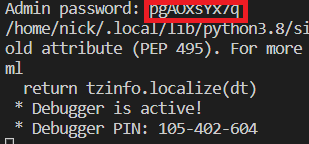 Admin password: pgAOxsYx7q
/home/nick/.local/lib/python3.8/si
old attribute (PEP 495). For more
ml
return tzinfo.localize(dt)
* Debugger is active!
* Debugger PIN: 105-402-604